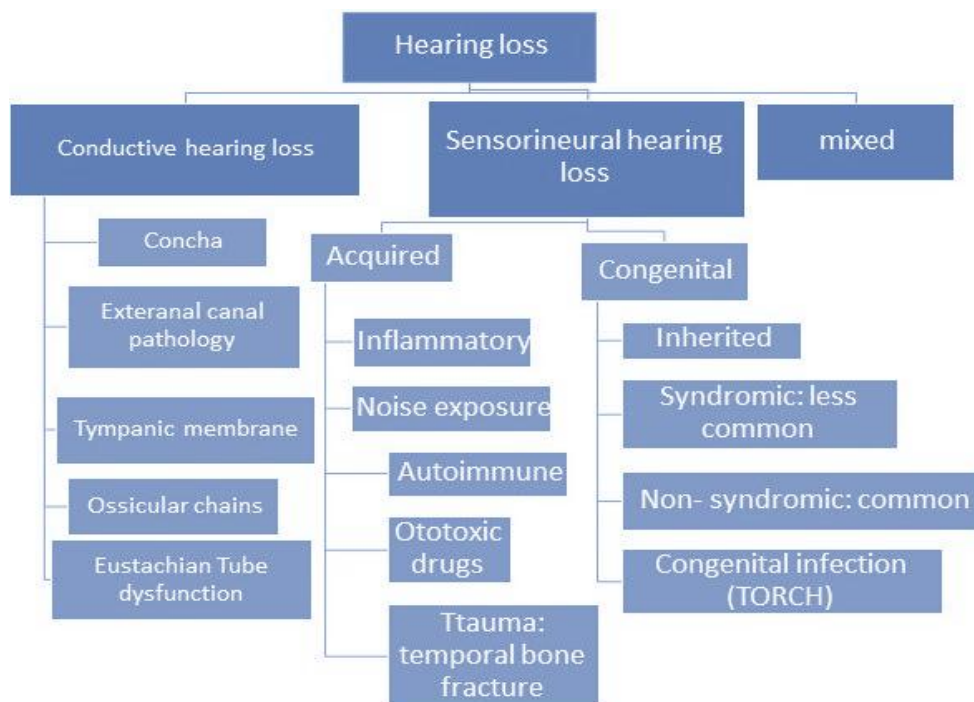 Hearing loss
Conductive hearing loss
Sensorineural hearing
loss
mixed
Concha
Exteranal canal
pathology
Tympanic membrane
Ossicular chains
Eustachian Tube
dysfunction
Acquired
Inflammatory
Noise exposure
Autoimmune
Ototoxic
drugs
Ttauma:
temporal bone
fracture
Congenital
Inherited
Syndromic: less
common
Non- syndromic: common
Congenital infection
(TORCH)